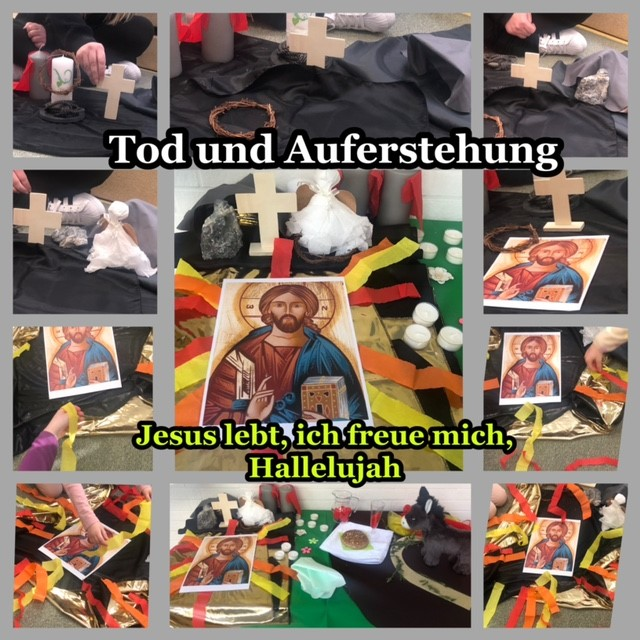 Tod und Auferstehung
Jesus lebt, ich freue mich,
Hallelujah